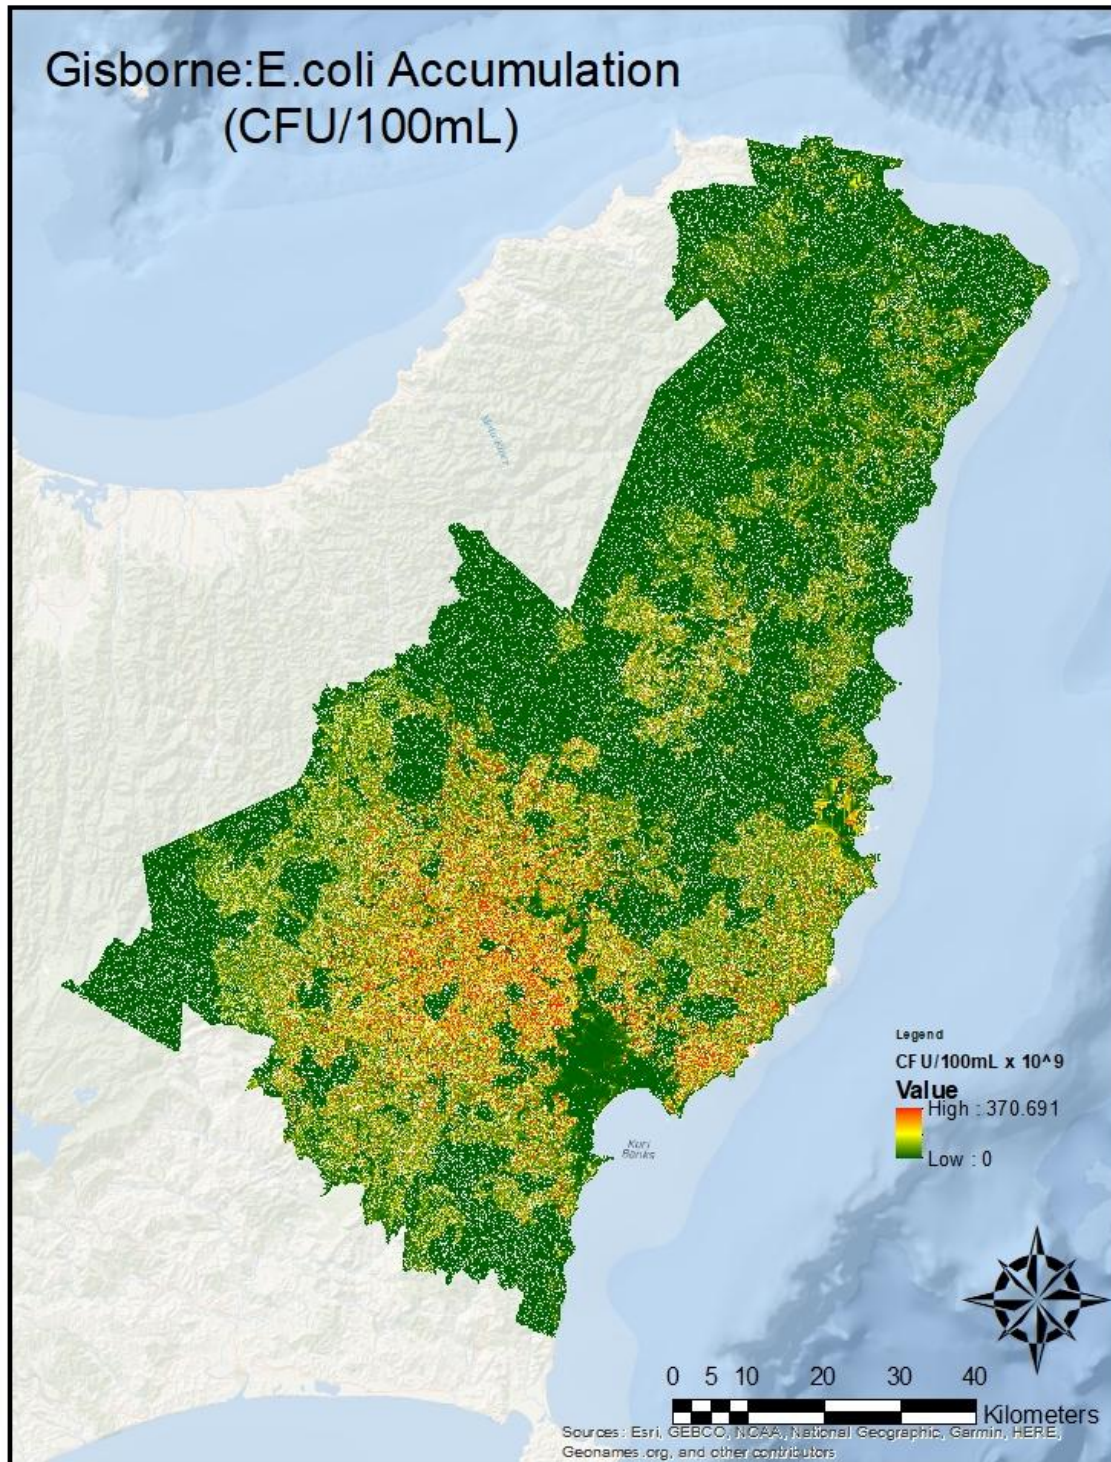 Gisborne:E.coli Accumulation
(CFU/100mL)
Motu River
Legend
CFU/100mL x 10^9
Value
High : 370.691
Low : 0
Kuri
Banks
0 5 10 20 30 40
Kilometers
Sources: Esri, GEBCO, NOAA, National Geographic, Garmin, HERE,
Geonames.org, and other contributors